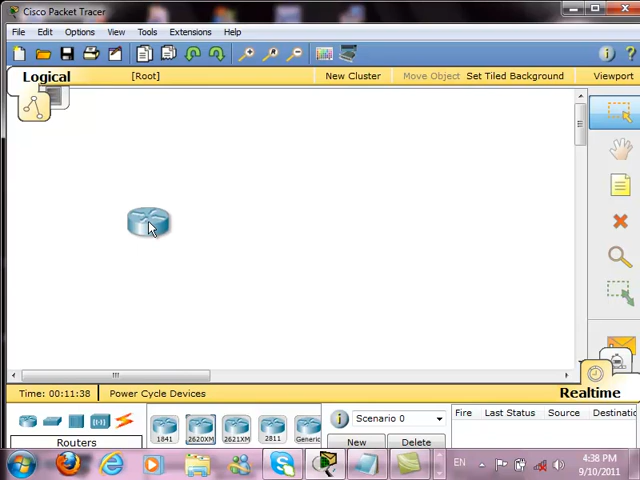 Cisco Packet Tracer
File Edit Options View Tools Extensions Help
Logical [Root] New Cluster Move Object Set Tiled Background Viewport
Time: 00:11:38 Power Cycle Devices Realtime
1841 2620XM 2621XM 2811 Generic
Scenario 0
Fire Last Status Source Destinatio
Routers
New Delete
EN
4:38 PM
9/10/2011